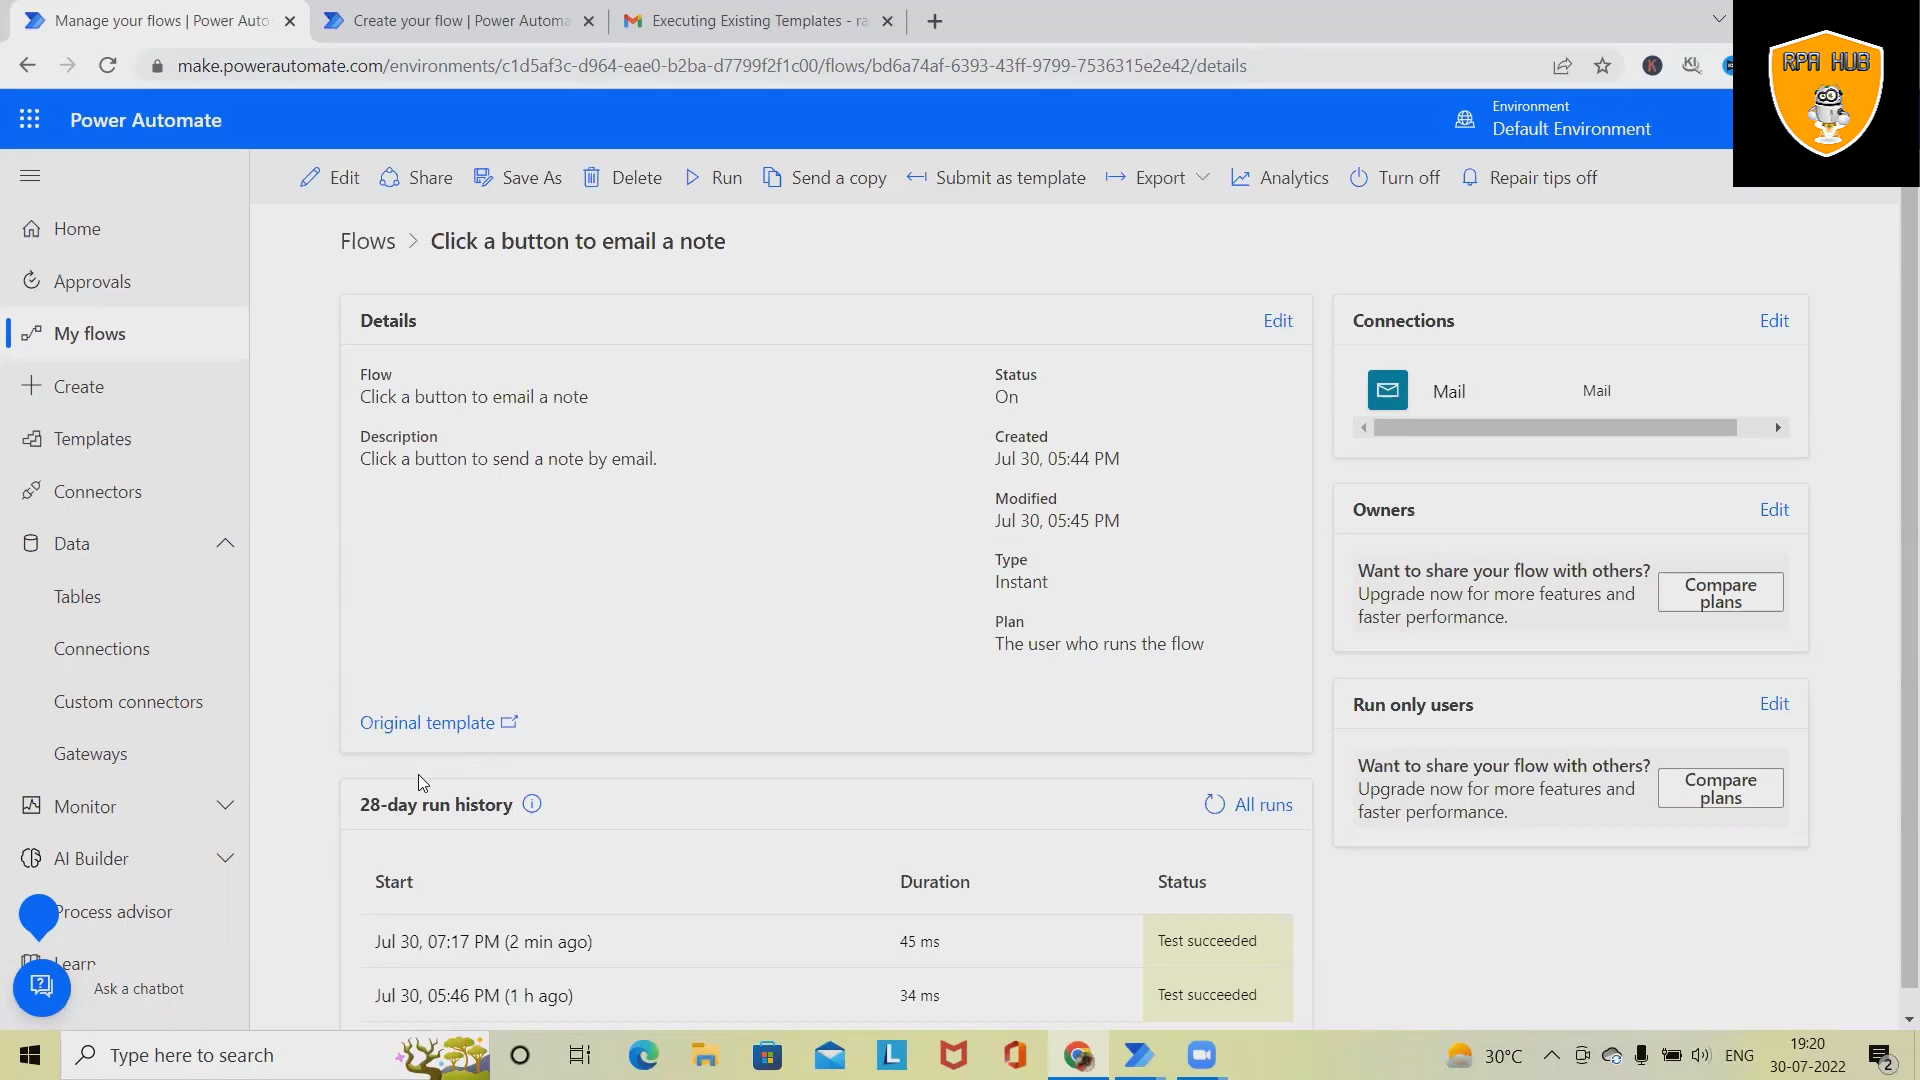 Manage your flows | Power Auto
Create your flow | Power Automa
Executing Existing Templates - ra
make.powerautomate.com/environments/c1d5af3c-d964-eae0-b2ba-d7799f2f1c00/flows/bd6a74af-6393-43ff-9799-7536315e2e42/details
RPA HUB
Power Automate
Environment
Default Environment
Edit Share Save As Delete Run Send a copy Submit as template Export Analytics Turn off Repair tips off
Home
Approvals
My flows
Create
Templates
Connectors
Data
Tables
Connections
Custom connectors
Gateways
Monitor
AI Builder
Process advisor
Learn
Ask a chatbot
Flows > Click a button to email a note
Details Edit
Flow
Click a button to email a note
Description
Click a button to send a note by email.
Status
On
Created
Jul 30, 05:44 PM
Modified
Jul 30, 05:45 PM
Type
Instant
Plan
The user who runs the flow
Original template
28-day run history All runs
Start Duration Status
Jul 30, 07:17 PM (2 min ago) 45 ms Test succeeded
Jul 30, 05:46 PM (1 h ago) 34 ms Test succeeded
Connections Edit
Mail Mail
Owners Edit
Want to share your flow with others?
Upgrade now for more features and
faster performance.
Compare
plans
Run only users Edit
Want to share your flow with others?
Upgrade now for more features and
faster performance.
Compare
plans
Type here to search
30°C
ENG
19:20
30-07-2022
2